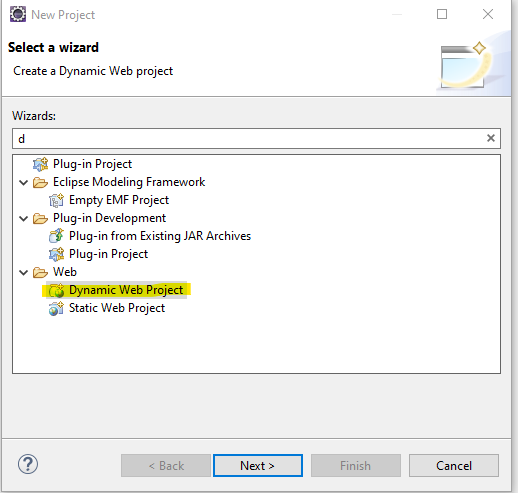 New Project
Select a wizard
Create a Dynamic Web project
Wizards:
d
Plug-in Project
Eclipse Modeling Framework
Empty EMF Project
Plug-in Development
Plug-in from Existing JAR Archives
Plug-in Project
Web
Dynamic Web Project
Static Web Project
? < Back Next > Finish Cancel